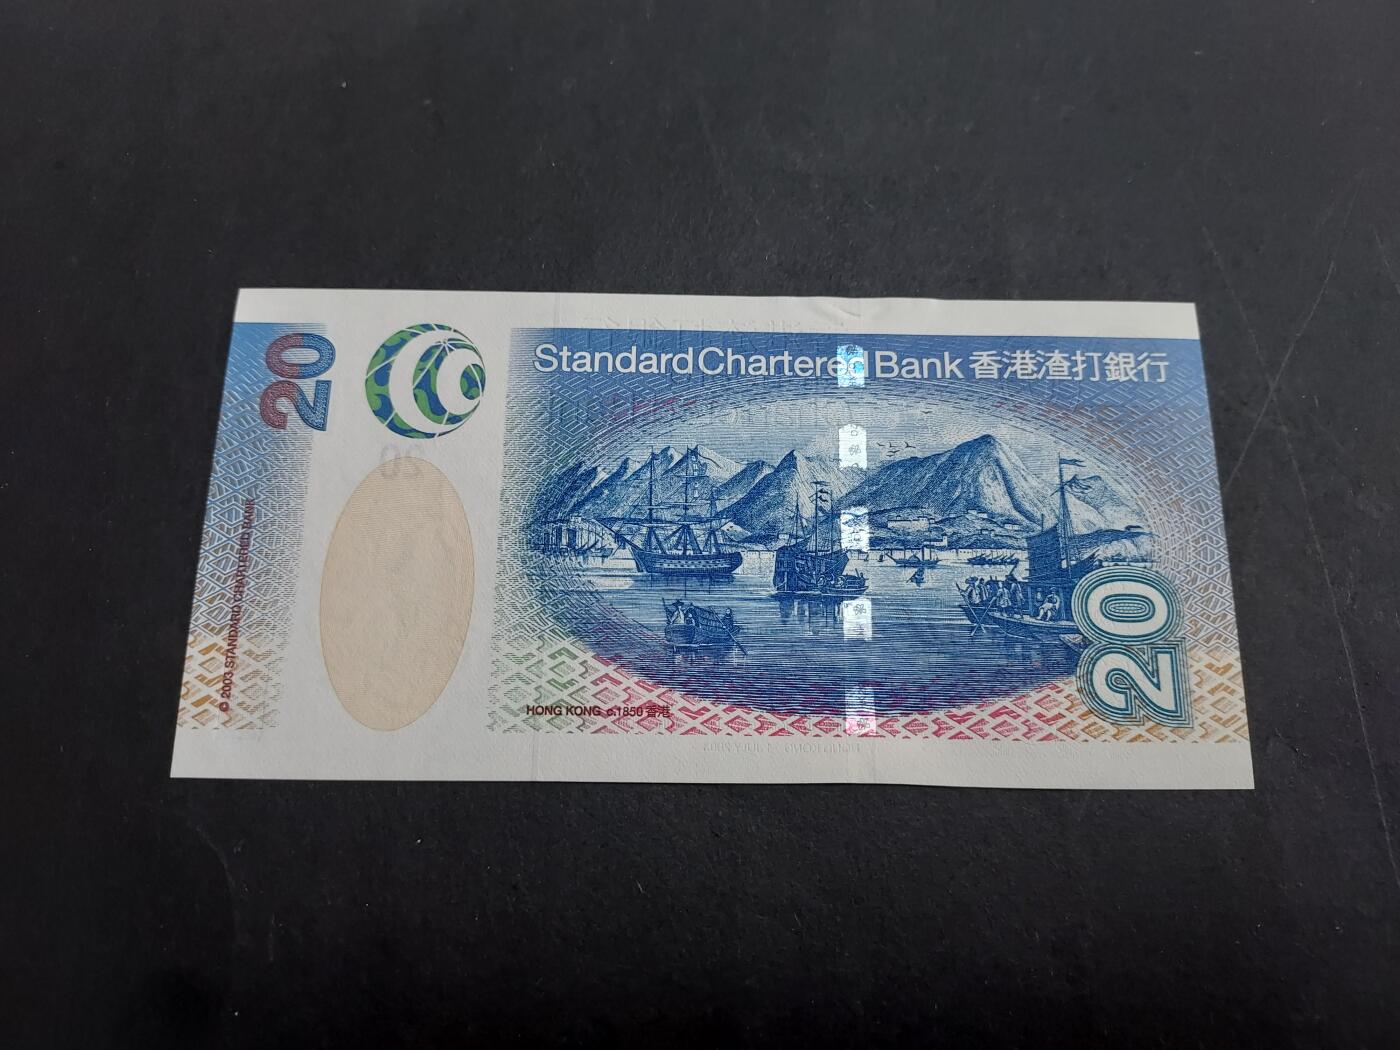 20
Standard Chartered Bank 香港渣打銀行
© 2003 STANDARD CHARTERED BANK
20
HONG KONG c.1850 香港
20